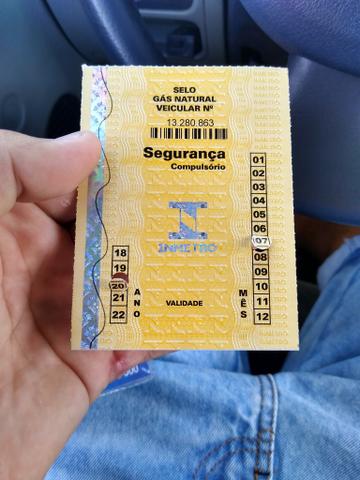 SELO
GÁS NATURAL
VEICULAR Nº
13.280.863
Segurança
Compulsório
INMETRO
01
02
03
04
05
06
07
08
09
10
11
12
MÊS
18
19
20
21
22
ANO
VALIDADE